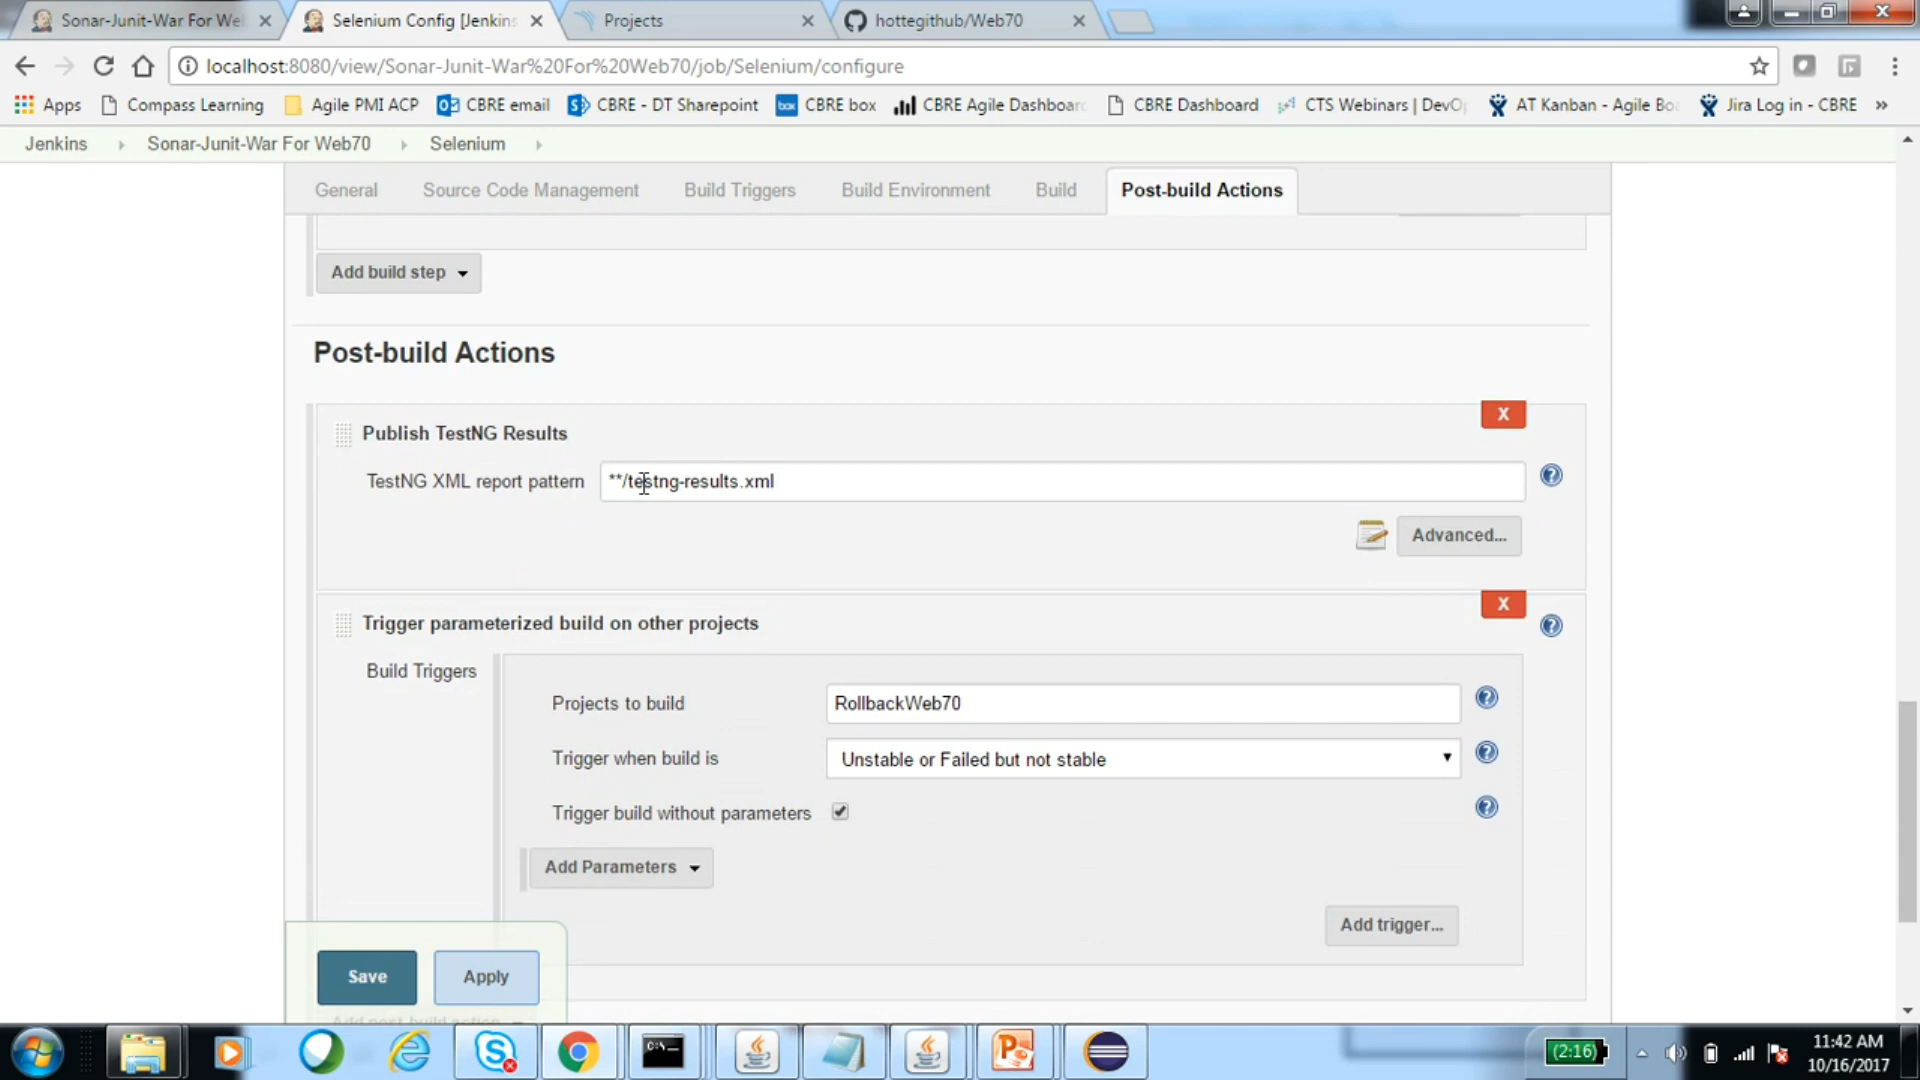 Sonar-Junit-War For We
Selenium Config [Jenkins
Projects
hottegithub/Web70
localhost:8080/view/Sonar-Junit-War%20For%20Web70/job/Selenium/configure
Apps
Compass Learning
Agile PMI ACP
CBRE email
CBRE - DT Sharepoint
box
CBRE box
CBRE Agile Dashboar
CBRE Dashboard
CTS Webinars | DevO
AT Kanban - Agile Bo
Jira Log in - CBRE
»
Jenkins
Sonar-Junit-War For Web70
Selenium
General
Source Code Management
Build Triggers
Build Environment
Build
Post-build Actions
Add build step
Post-build Actions
X
Publish TestNG Results
TestNG XML report pattern
**/testng-results.xml
Advanced...
X
Trigger parameterized build on other projects
Build Triggers
Projects to build
RollbackWeb70
Trigger when build is
Unstable or Failed but not stable
Trigger build without parameters
Add Parameters
Add trigger...
Save
Apply
Add post-build action
(2:16)
11:42 AM
10/16/2017